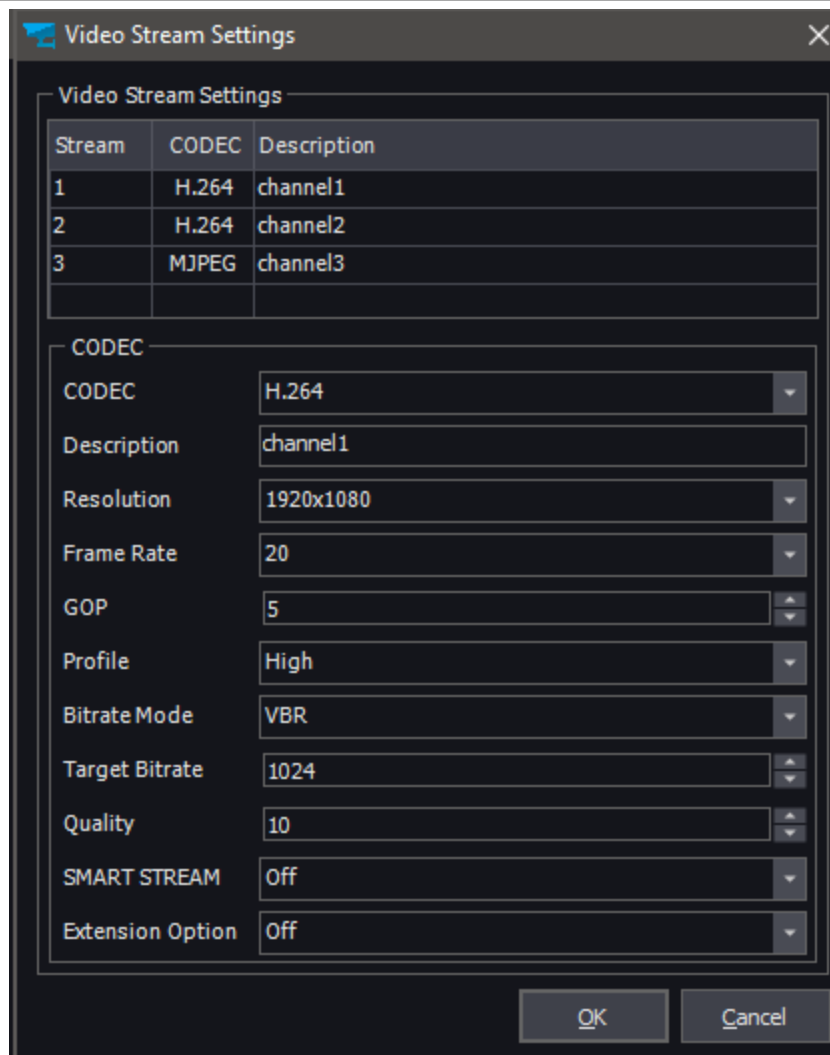 Video Stream Settings
Video Stream Settings
Stream CODEC Description
1 H.264 channel1
2 H.264 channel2
3 MJPEG channel3
CODEC
CODEC H.264
Description channel1
Resolution 1920x1080
Frame Rate 20
GOP 5
Profile High
Bitrate Mode VBR
Target Bitrate 1024
Quality 10
SMART STREAM Off
Extension Option Off
OK Cancel